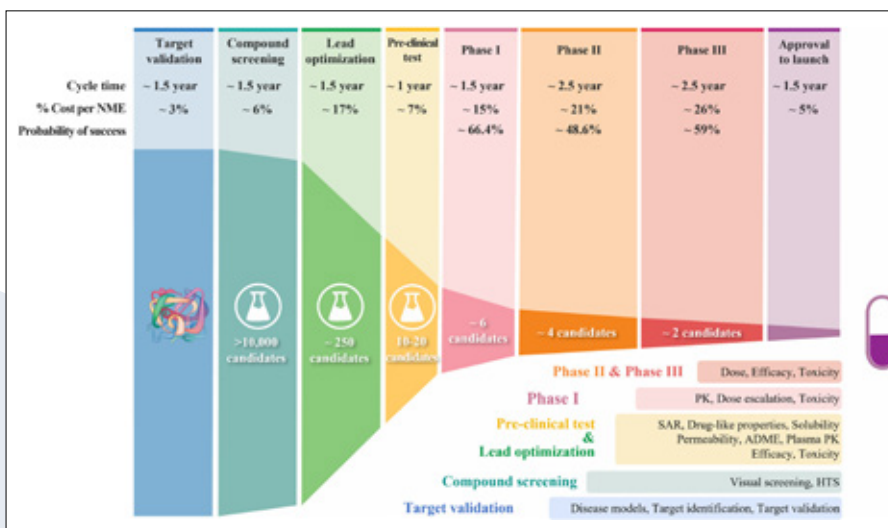 Target validation
Compound screening
Lead optimization
Pre-clinical test
Phase I
Phase II
Phase III
Approval to launch
Cycle time ~ 1.5 year ~ 1.5 year ~ 1.5 year ~ 1 year ~ 1.5 year ~ 2.5 year ~ 2.5 year ~ 1.5 year
% Cost per NME ~ 3% ~ 6% ~ 17% ~ 7% ~ 15% ~ 21% ~ 26% ~ 5%
Probability of success ~ 66.4% ~ 48.6% ~ 59%
>10,000
candidates
~ 250
candidates
10-20
candidates
~ 6
candidates
~ 4 candidates
~ 2 candidates
Phase II & Phase III Dose, Efficacy, Toxicity
Phase I PK, Dose escalation, Toxicity
Pre-clinical test
&
Lead optimization
SAR, Drug-like properties, Solubility
Permeability, ADME, Plasma PK
Efficacy, Toxicity
Compound screening Visual screening, HTS
Target validation Disease models, Target identification, Target validation